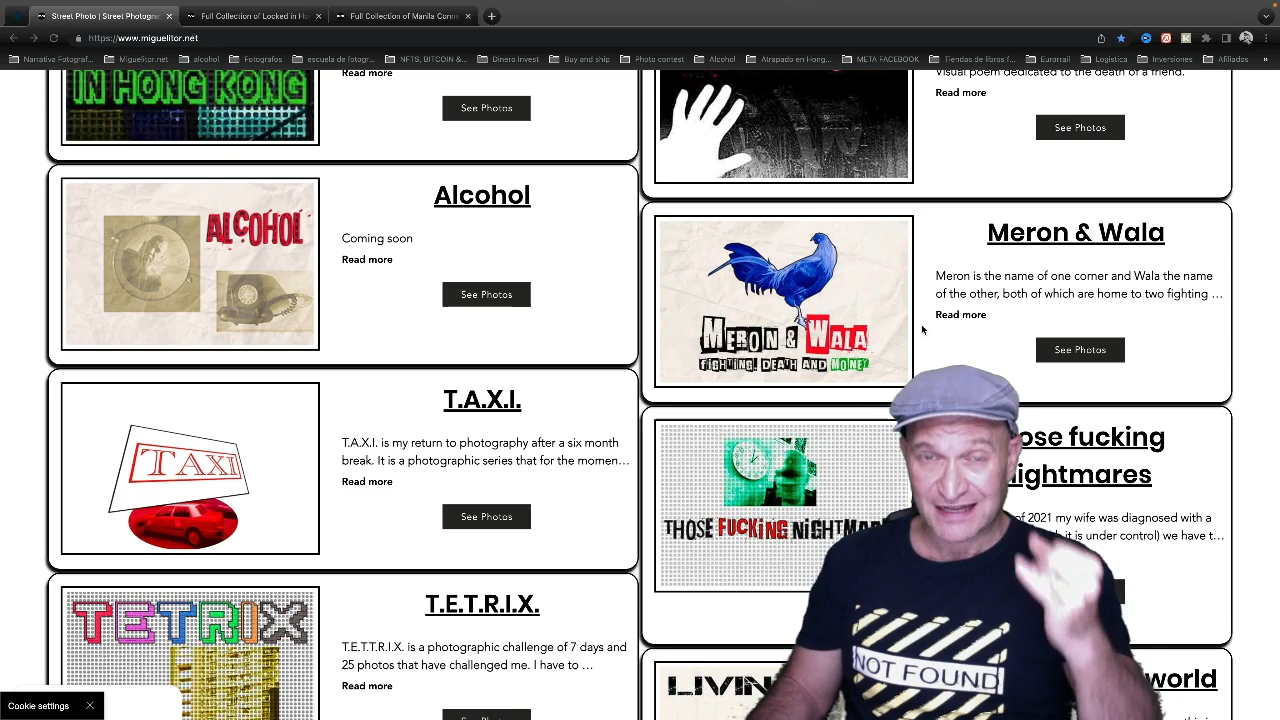 Street Photo | Street Photogra
Full Collection of Locked in Ho
Full Collection of Manila Conne
https://www.miguelitor.net
Narrativa Fotograf...
Miguelitor.net
alcohol
Fotografos
escuela de fotogr...
NFTS, BITCOIN &...
Dinero Invest
Buy and ship
Photo contest
Alcohol
Atrapado en Hong...
META FACEBOOK
Tiendas de libros f...
Eurorrail
Logistica
Inversiones
Afiliados
»
IN HONG KONG
Read more
See Photos
Visual poem dedicated to the death of a friend.
Read more
See Photos
ALCOHOL
Alcohol
Coming soon
Read more
See Photos
MERON & WALA
FIGHTING, DEATH AND MONEY
Meron & Wala
Meron is the name of one corner and Wala the name
of the other, both of which are home to two fighting ...
Read more
See Photos
TAXI
T.A.X.I.
T.A.X.I. is my return to photography after a six month
break. It is a photographic series that for the momen...
Read more
See Photos
THOSE FUCKING NIGHTMAR
ose fucking
ightmares
of 2021 my wife was diagnosed with a
it is under control) we have t...
TETRIX
T.E.T.R.I.X.
T.E.T.T.R.I.X. is a photographic challenge of 7 days and
25 photos that have challenged me. I have to ...
Read more
See Photos
LIVIN
world
NOT FOUND
Cookie settings